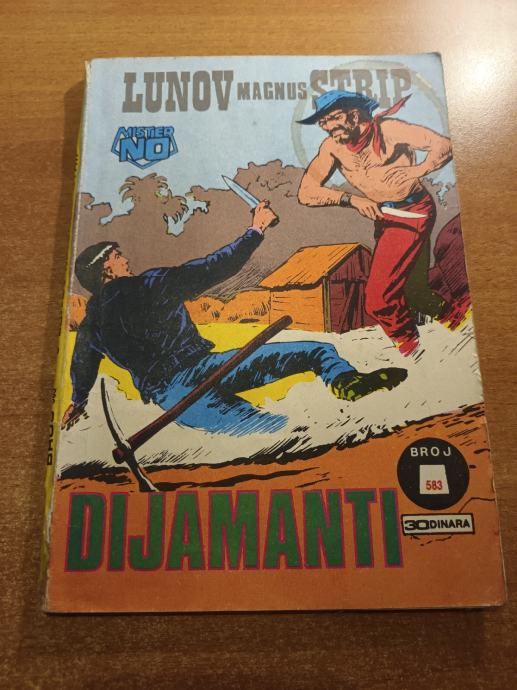 LUNOV MAGNUS STRIP
MISTER
NO
BROJ
583
30 DINARA
DIJAMANTI